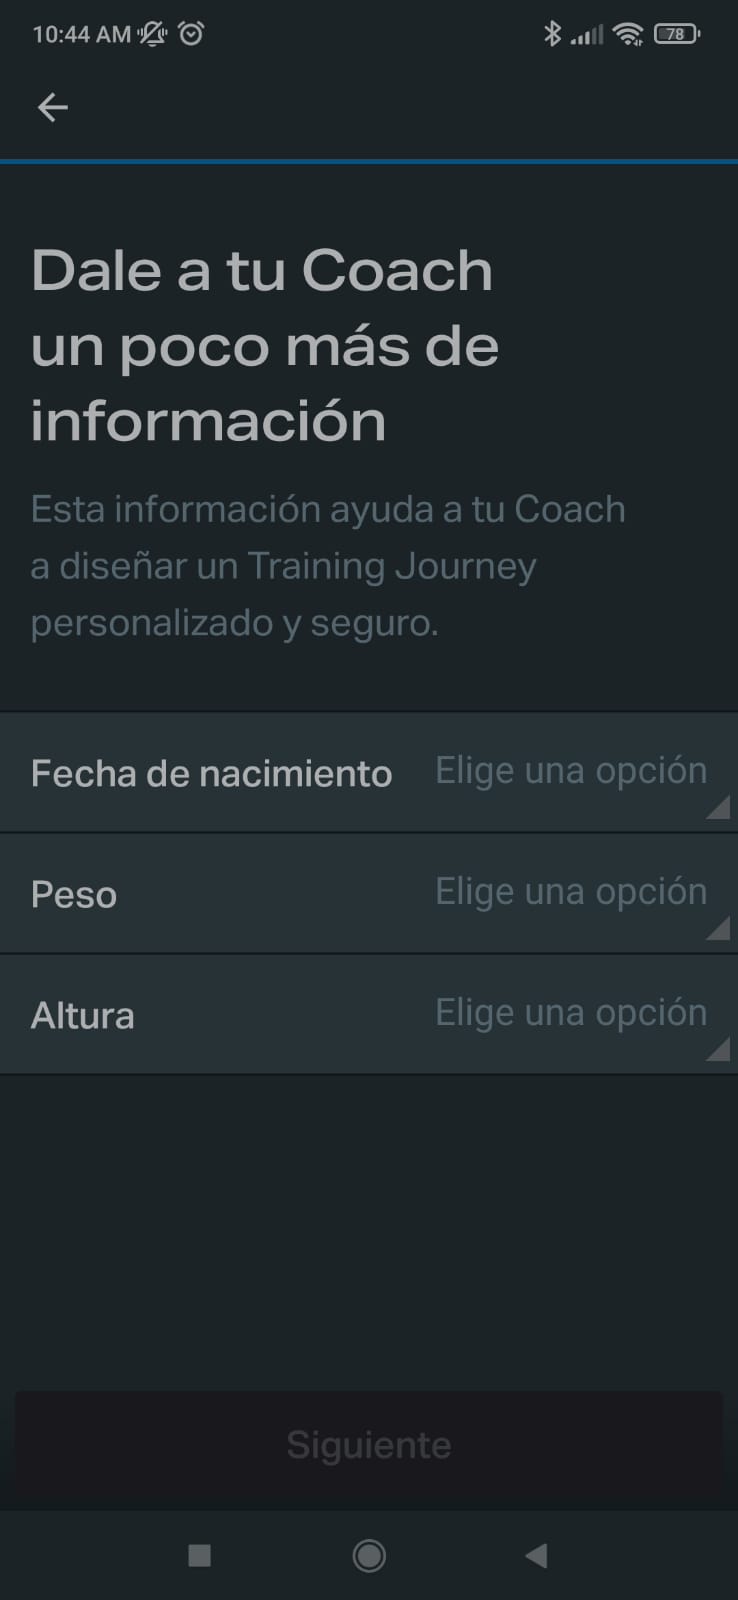 10:44 AM 78
Dale a tu Coach
un poco más de
información
Esta información ayuda a tu Coach
a diseñar un Training Journey
personalizado y seguro.
Fecha de nacimiento Elige una opción
Peso Elige una opción
Altura Elige una opción
Siguiente